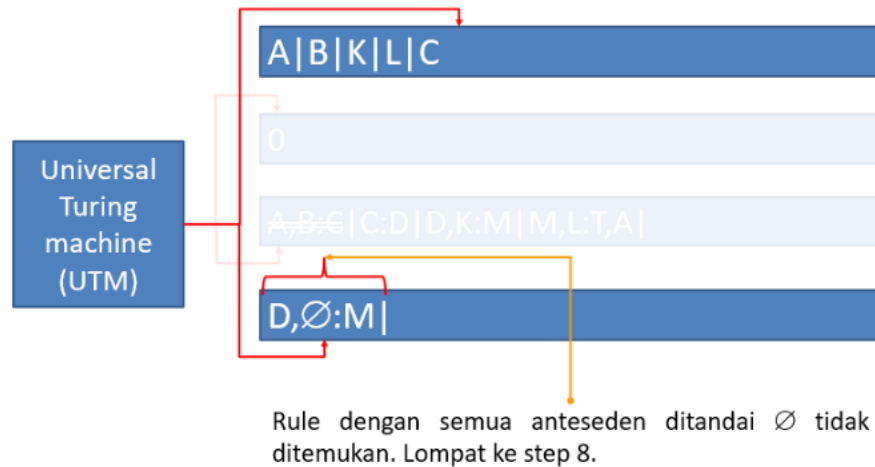 A|B|K|L|C
0
A,B:C|C:D|D,K:M|M,L:T,A|
Universal
Turing
machine
(UTM)
D,∅:M|
Rule dengan semua anteseden ditandai ∅ tidak
ditemukan. Lompat ke step 8.